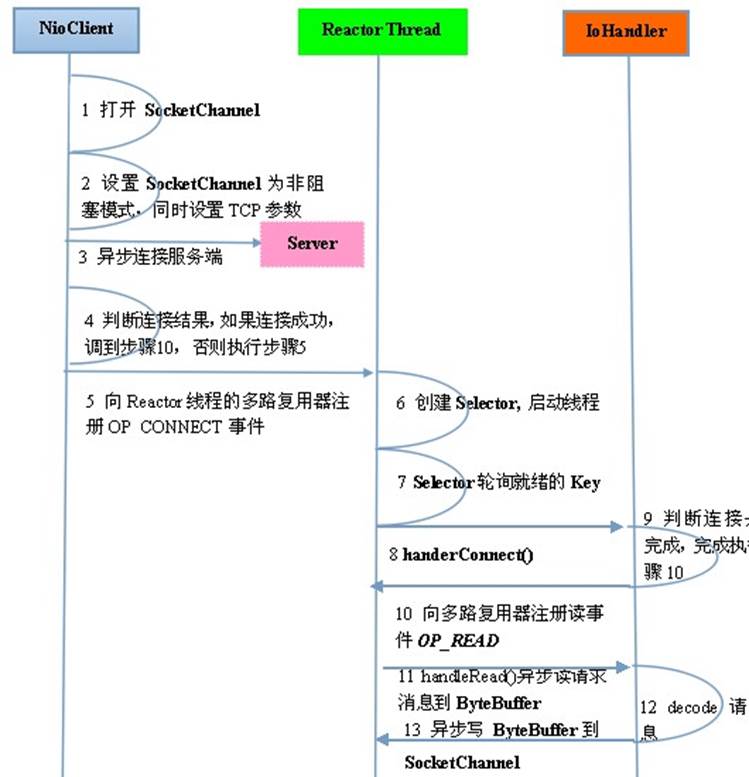 NioClient
Reactor Thread
IoHandler
1 打开 SocketChannel
2 设置 SocketChannel 为非阻
塞模式，同时设置 TCP 参数
Server
3 异步连接服务端
4 判断连接结果，如果连接成功，
调到步骤10，否则执行步骤5
5 向 Reactor 线程的多路复用器注
册 OP_CONNECT 事件
6 创建 Selector, 启动线程
7 Selector 轮询就绪的 Key
8 handerConnect()
9 判断连接
完成，完成执行
骤 10
10 向多路复用器注册读事
件 OP_READ
11 handleRead()异步读请求
消息到 ByteBuffer
12 decode 请
息
13 异步写 ByteBuffer 到
SocketChannel